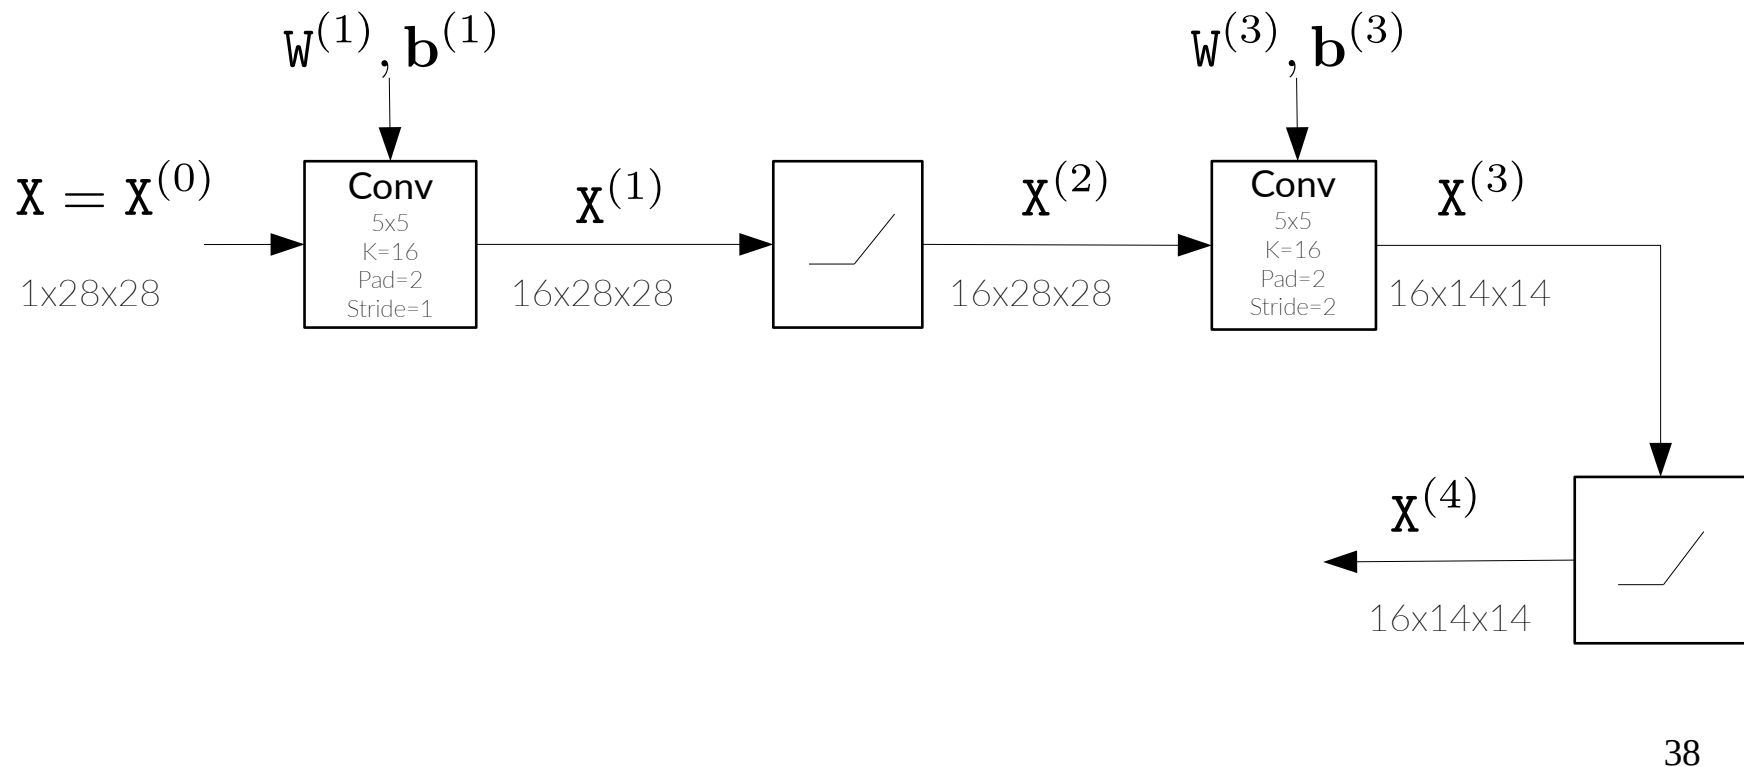 W^(1), b^(1)
W^(3), b^(3)
X = X^(0)
1x28x28
Conv
5x5
K=16
Pad=2
Stride=1
X^(1)
16x28x28
X^(2)
16x28x28
Conv
5x5
K=16
Pad=2
Stride=2
X^(3)
16x14x14
X^(4)
16x14x14
38